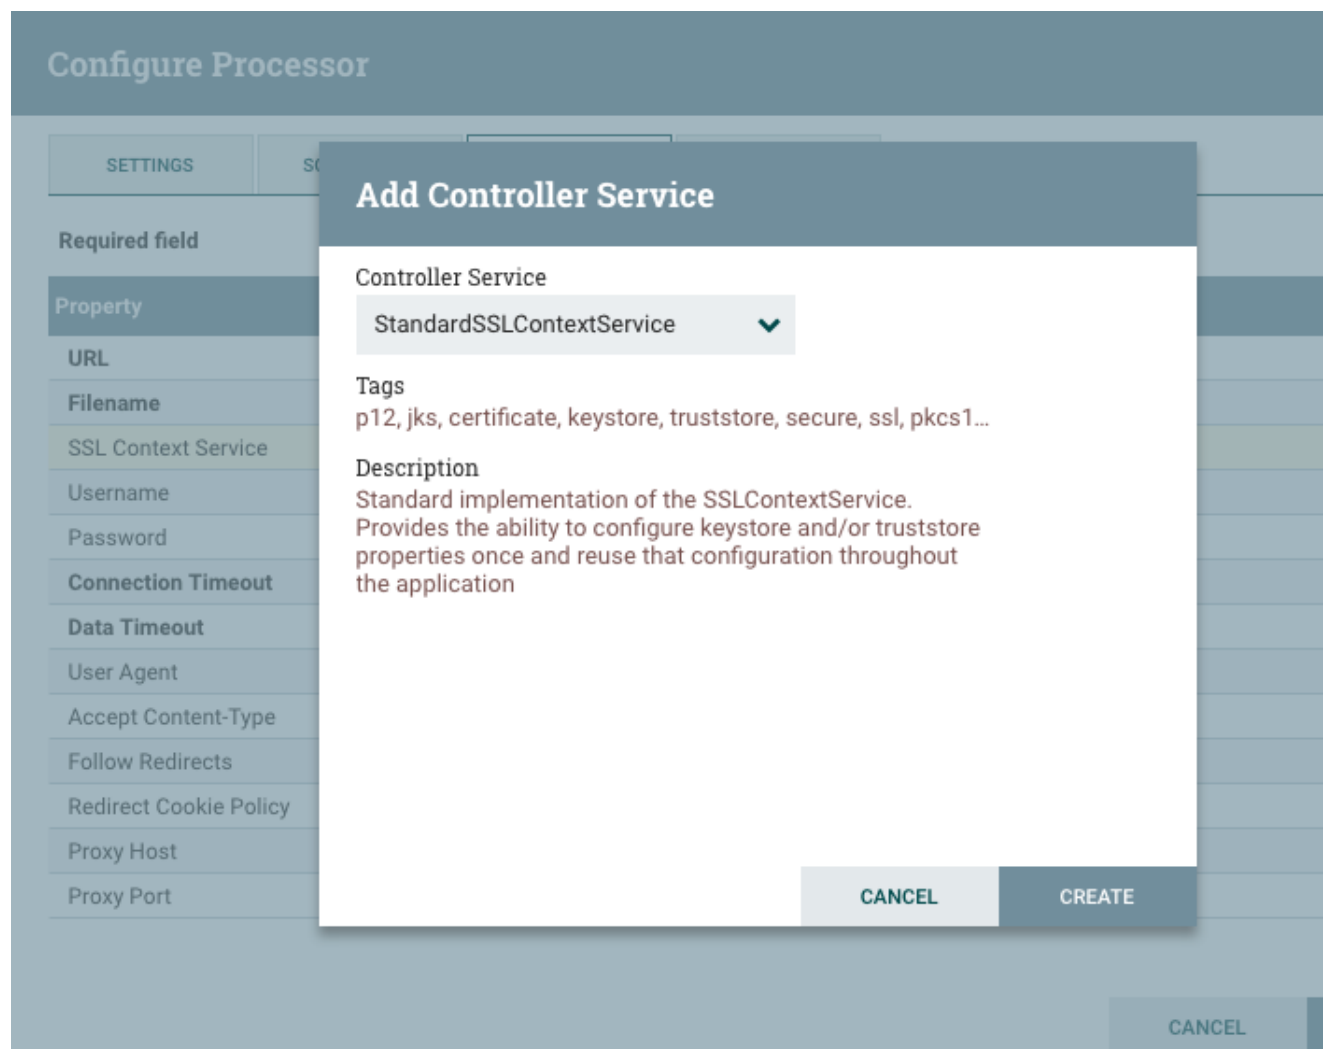 Configure Processor
SETTINGS
Required field
Property
URL
Filename
SSL Context Service
Username
Password
Connection Timeout
Data Timeout
User Agent
Accept Content-Type
Follow Redirects
Redirect Cookie Policy
Proxy Host
Proxy Port
Add Controller Service
Controller Service
StandardSSLContextService
Tags
p12, jks, certificate, keystore, truststore, secure, ssl, pkcs1...
Description
Standard implementation of the SSLContextService.
Provides the ability to configure keystore and/or truststore
properties once and reuse that configuration throughout
the application
CANCEL CREATE
CANCEL